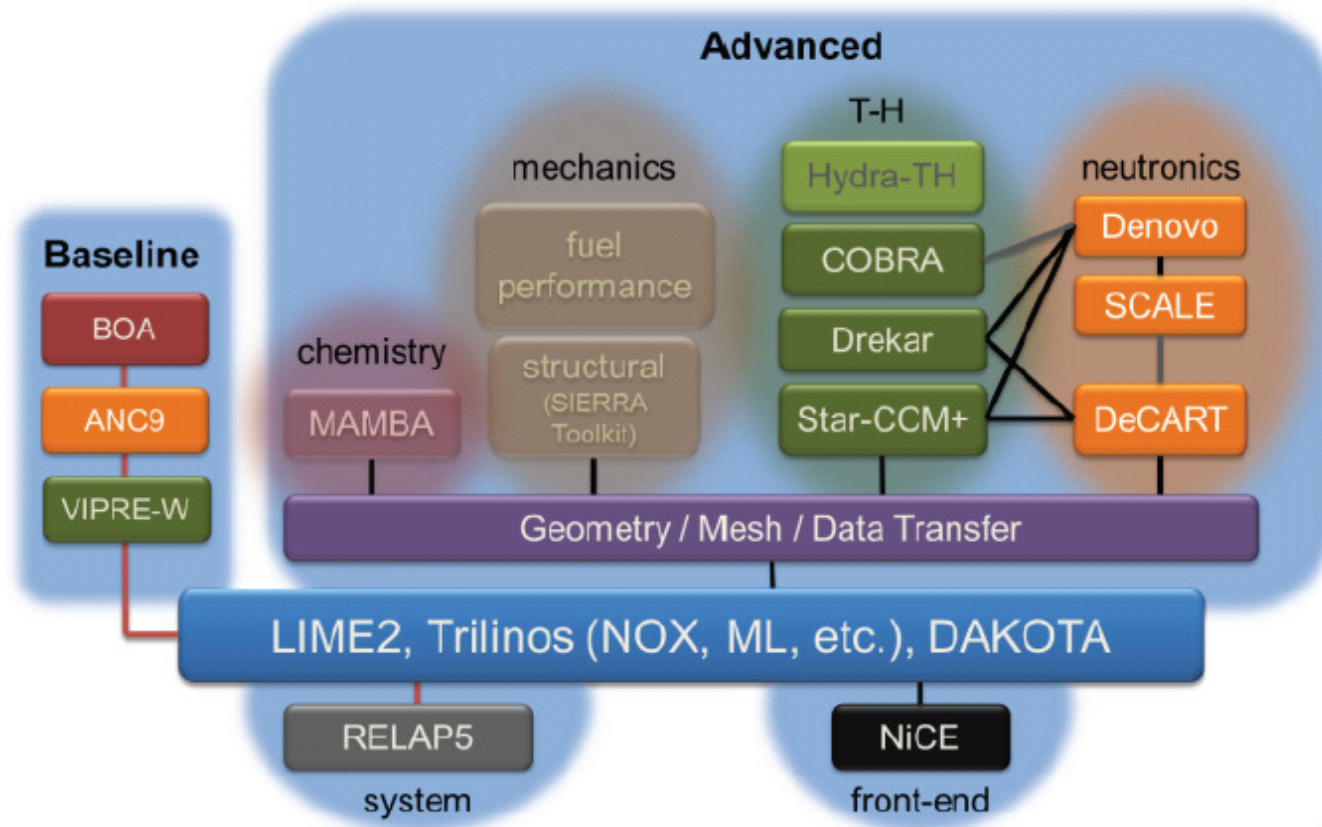 Advanced
T-H
Hydra-TH
COBRA
Drekar
Star-CCM+
mechanics
fuel
performance
structural
(SIERRA
Toolkit)
neutronics
Denovo
SCALE
DeCART
chemistry
MAMBA
Baseline
BOA
ANC9
VIPRE-W
Geometry / Mesh / Data Transfer
LIME2, Trilinos (NOX, ML, etc.), DAKOTA
RELAP5
system
NiCE
front-end